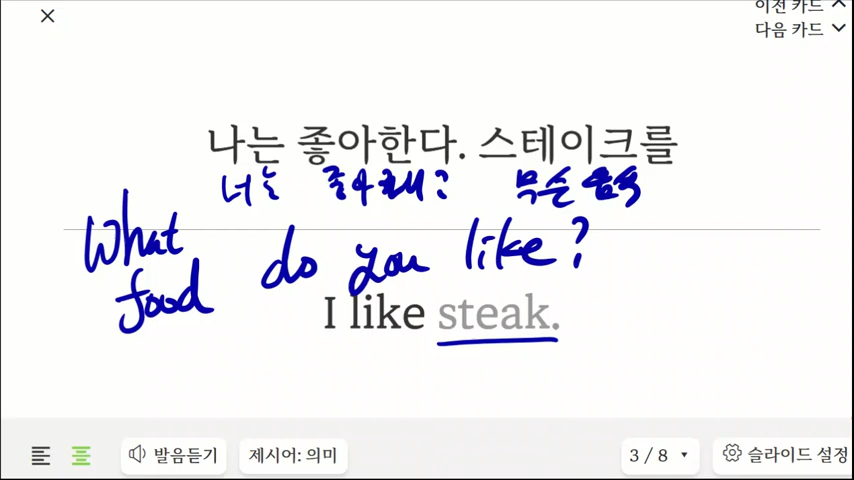 이전 카드
다음 카드
나는 좋아한다. 스테이크를
너는 좋아해? 무슨 음식
What food do you like?
I like steak.
발음듣기 제시어: 의미 3 / 8 슬라이드 설정